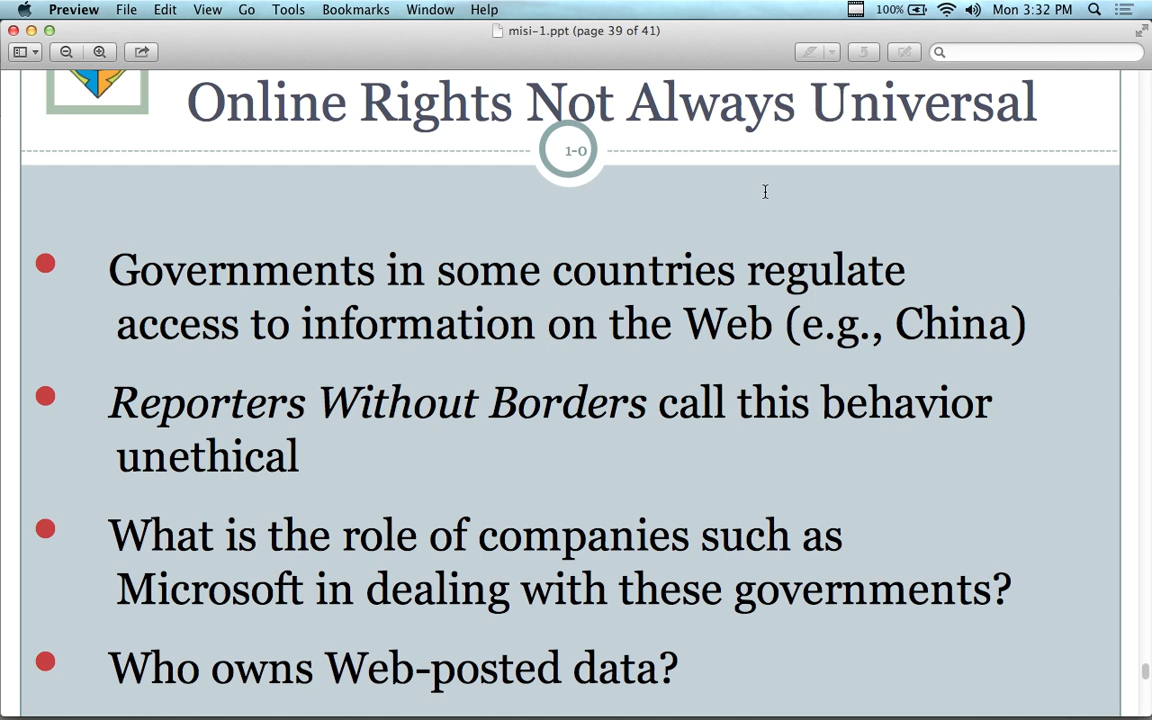 Preview File Edit View Go Tools Bookmarks Window Help 100% Mon 3:32 PM
misi-1.ppt (page 39 of 41)
Online Rights Not Always Universal
1-0
Governments in some countries regulate
access to information on the Web (e.g., China)
Reporters Without Borders call this behavior
unethical
What is the role of companies such as
Microsoft in dealing with these governments?
Who owns Web-posted data?